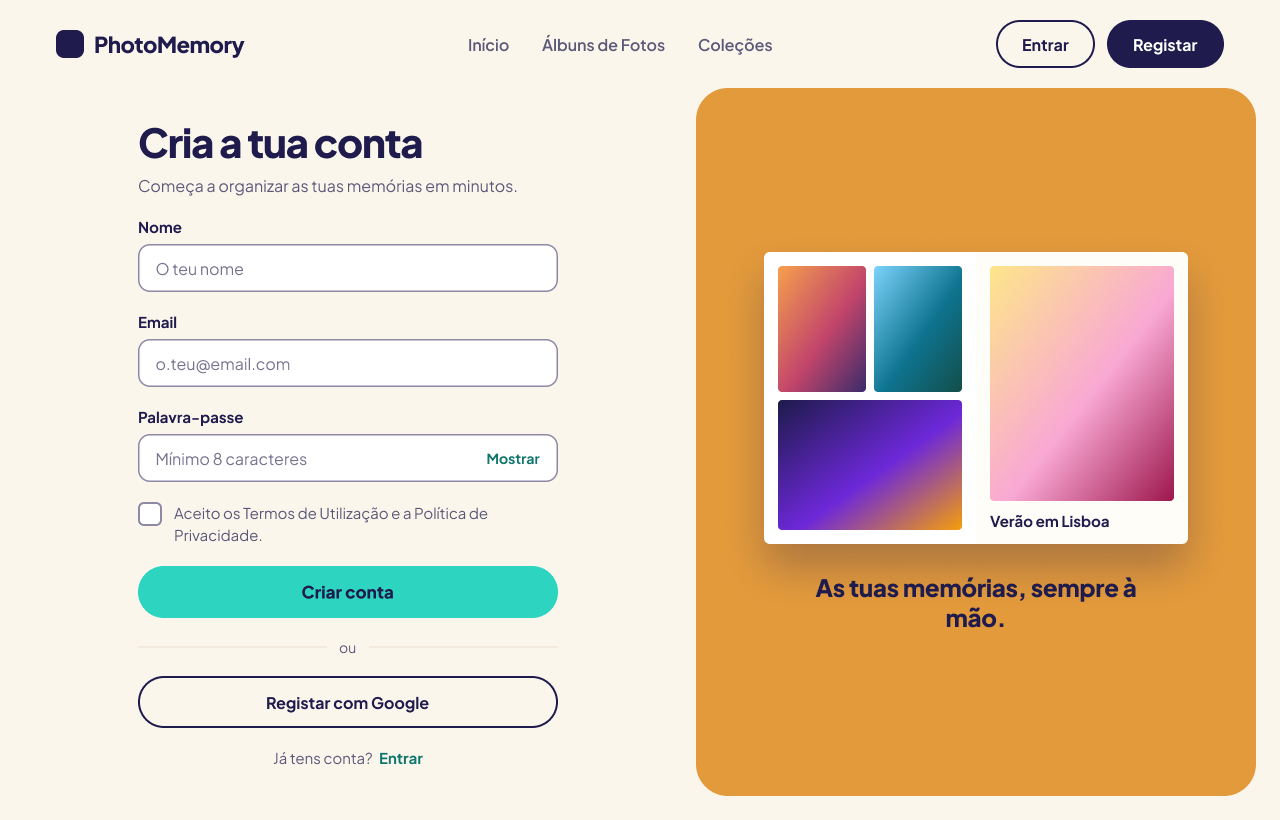 PhotoMemory
Início
Álbuns de Fotos
Coleções
Entrar
Registar
Cria a tua conta
Começa a organizar as tuas memórias em minutos.
Nome
O teu nome
Email
o.teu@email.com
Palavra-passe
Mínimo 8 caracteres
Mostrar
Aceito os Termos de Utilização e a Política de
Privacidade.
Criar conta
ou
Registar com Google
Já tens conta? Entrar
Verão em Lisboa
As tuas memórias, sempre à
mão.